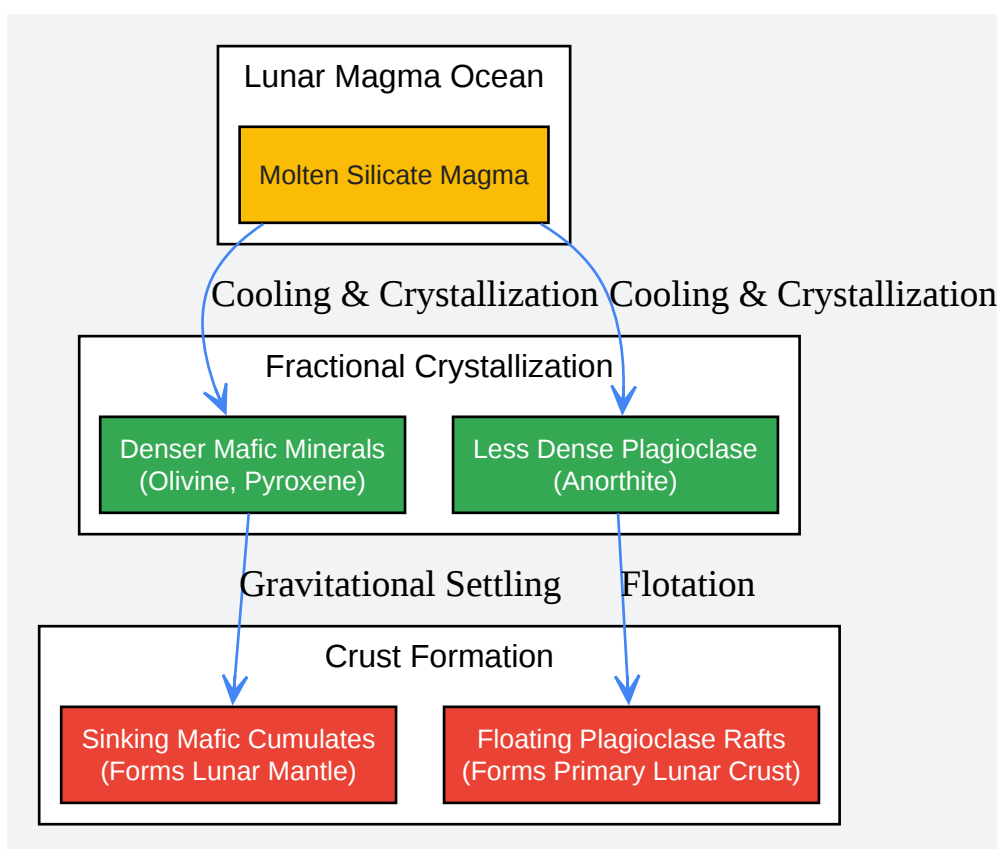 Lunar Magma Ocean
Molten Silicate Magma
Cooling & Crystallization
Cooling & Crystallization
Fractional Crystallization
Denser Mafic Minerals
(Olivine, Pyroxene)
Less Dense Plagioclase
(Anorthite)
Gravitational Settling
Flotation
Crust Formation
Sinking Mafic Cumulates
(Forms Lunar Mantle)
Floating Plagioclase Rafts
(Forms Primary Lunar Crust)